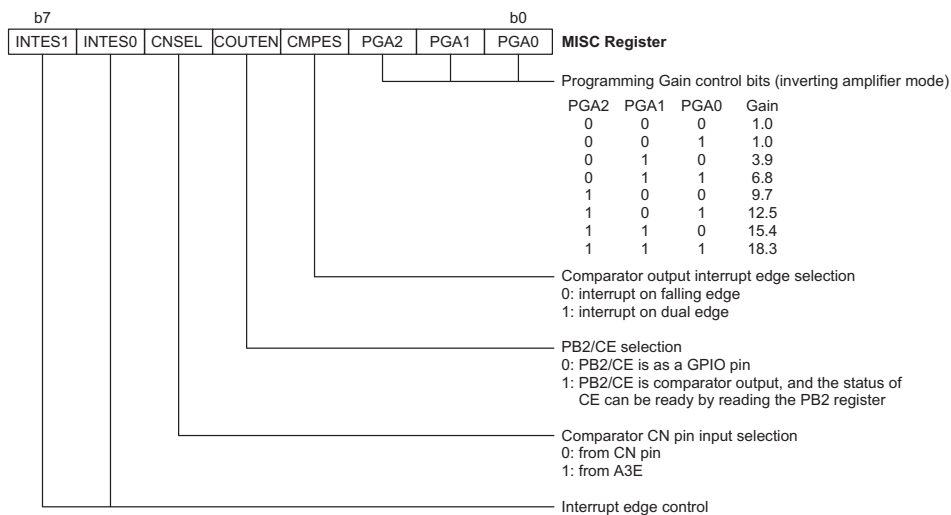 b7 b0
INTES1 INTES0 CNSEL COUTEN CMPES PGA2 PGA1 PGA0 MISC Register
Programming Gain control bits (inverting amplifier mode)
PGA2 PGA1 PGA0 Gain
0 0 0 1.0
0 0 1 1.0
0 1 0 3.9
0 1 1 6.8
1 0 0 9.7
1 0 1 12.5
1 1 0 15.4
1 1 1 18.3
Comparator output interrupt edge selection
0: interrupt on falling edge
1: interrupt on dual edge
PB2/CE selection
0: PB2/CE is as a GPIO pin
1: PB2/CE is comparator output, and the status of
CE can be ready by reading the PB2 register
Comparator CN pin input selection
0: from CN pin
1: from A3E
Interrupt edge control